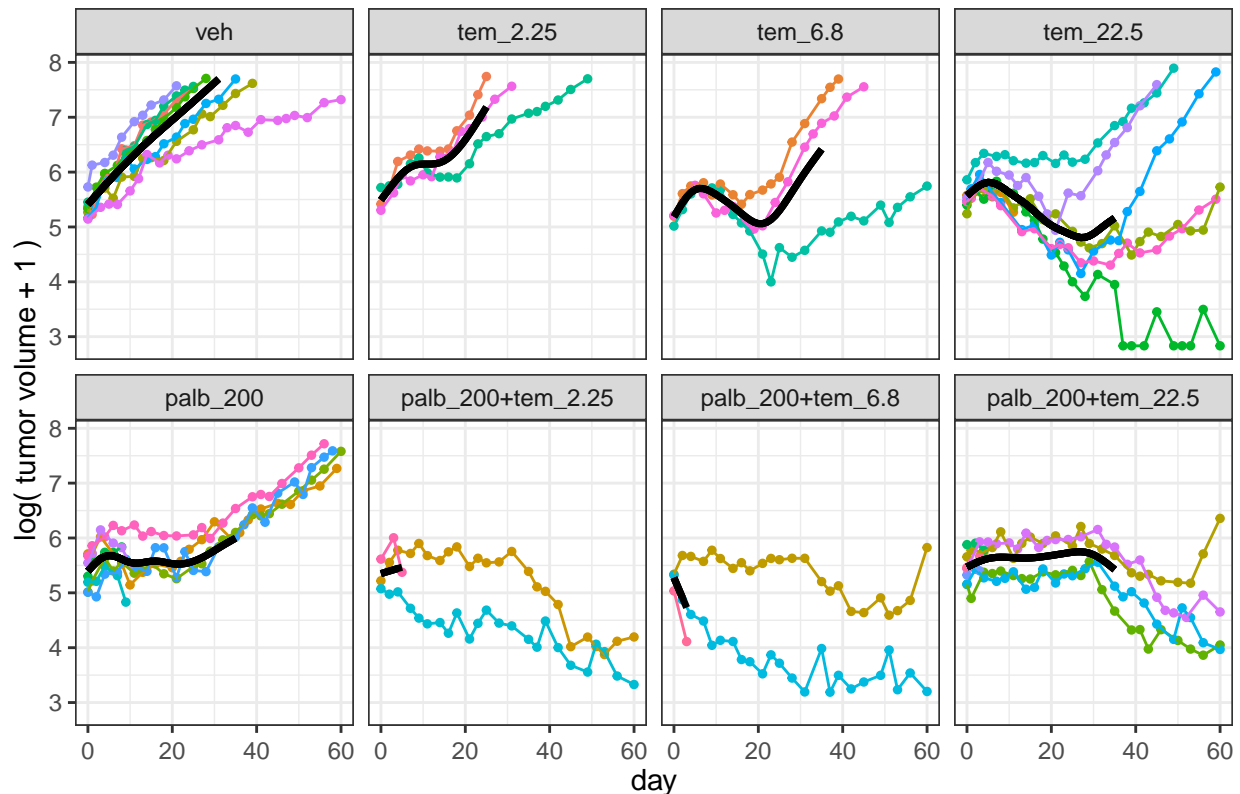 veh tem_2.25 tem_6.8 tem_22.5
8
7
6
5
4
3
palb_200 palb_200+tem_2.25 palb_200+tem_6.8 palb_200+tem_22.5
8
7
6
5
4
3
0 20 40 60 0 20 40 60 0 20 40 60 0 20 40 60
day
log( tumor volume + 1 )